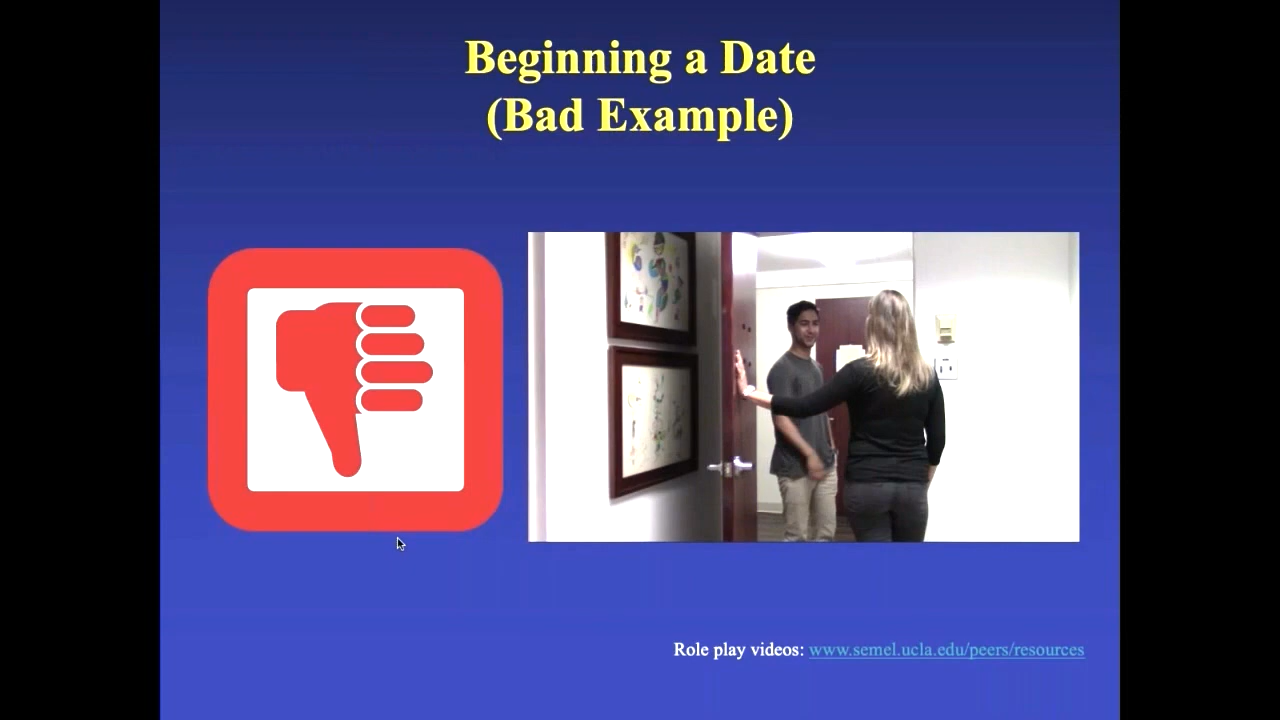 Beginning a Date
(Bad Example)
Role play videos: www.semel.ucla.edu/peers/resources